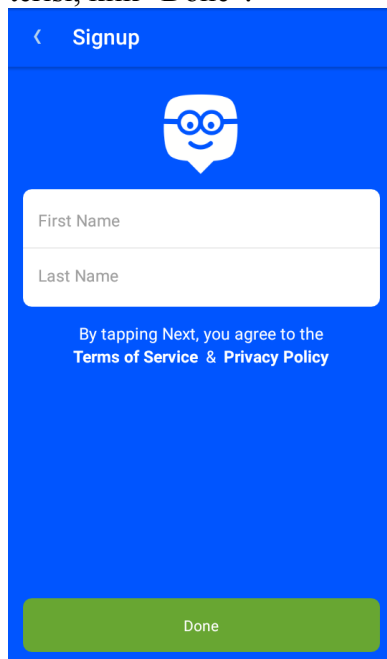 Signup
First Name
Last Name
By tapping Next, you agree to the
Terms of Service & Privacy Policy
Done